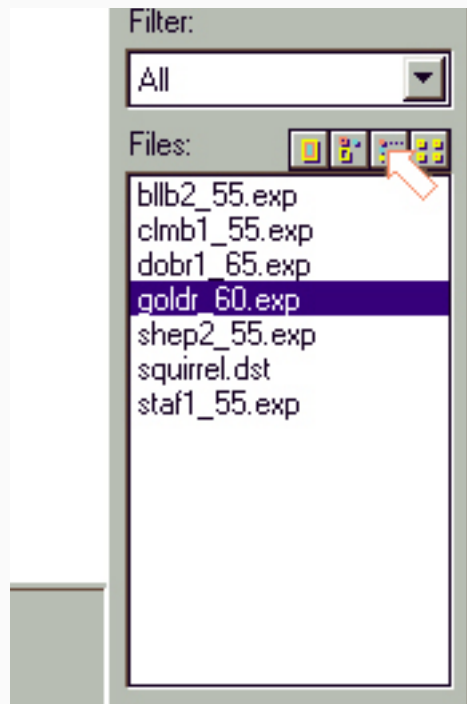 Filter:
All
Files:
bllb2_55.exp
clmb1_55.exp
dobr1_65.exp
goldr_60.exp
shep2_55.exp
squirrel.dst
staf1_55.exp